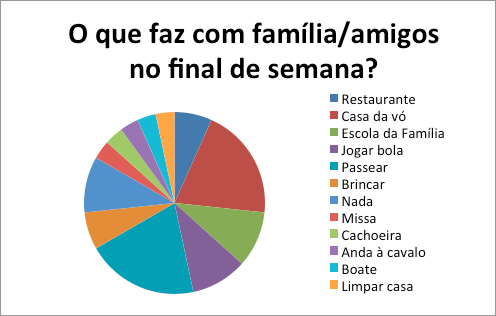 O que faz com família/amigos
no final de semana?
Restaurante
Casa da vó
Escola da Família
Jogar bola
Passear
Brincar
Nada
Missa
Cachoeira
Anda à cavalo
Boate
Limpar casa